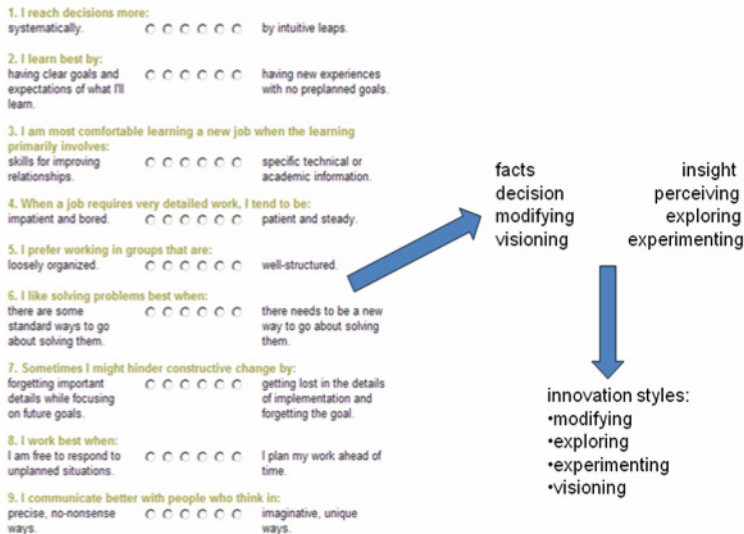 1. I reach decisions more:
systematically. by intuitive leaps.
2. I learn best by:
having clear goals and having new experiences
expectations of what I'll with no preplanned goals.
learn.
3. I am most comfortable learning a new job when the learning
primarily involves:
skills for improving specific technical or
relationships. academic information.
4. When a job requires very detailed work, I tend to be:
impatient and bored. patient and steady.
5. I prefer working in groups that are:
loosely organized. well-structured.
6. I like solving problems best when:
there are some there needs to be a new
standard ways to go way to go about solving
about solving them. them.
7. Sometimes I might hinder constructive change by:
forgetting important getting lost in the details
details while focusing of implementation and
on future goals. forgetting the goal.
8. I work best when:
I am free to respond to I plan my work ahead of
unplanned situations. time.
9. I communicate better with people who think in:
precise, no-nonsense imaginative, unique
ways. ways.
facts insight
decision perceiving
modifying exploring
visioning experimenting
innovation styles:
•modifying
•exploring
•experimenting
•visioning